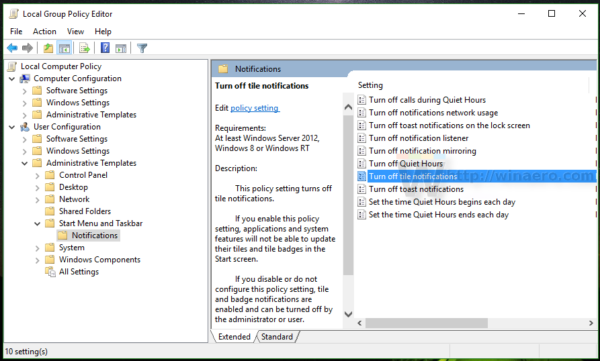 Local Group Policy Editor
File Action View Help
Local Computer Policy
Computer Configuration
Software Settings
Windows Settings
Administrative Templates
User Configuration
Software Settings
Windows Settings
Administrative Templates
Control Panel
Desktop
Network
Shared Folders
Start Menu and Taskbar
Notifications
System
Windows Components
All Settings
Notifications
Turn off tile notifications
Edit policy setting.
Requirements:
At least Windows Server 2012,
Windows 8 or Windows RT
Description:
This policy setting turns off
tile notifications.
If you enable this policy
setting, applications and system
features will not be able to update
their tiles and tile badges in the
Start screen.
If you disable or do not
configure this policy setting, tile
and badge notifications are
enabled and can be turned off by
the administrator or user.
Setting
Turn off calls during Quiet Hours
Turn off notifications network usage
Turn off toast notifications on the lock screen
Turn off notification listener
Turn off notification mirroring
Turn off Quiet Hours
Turn off tile notifications
http://winaero.com
Turn off toast notifications
Set the time Quiet Hours begins each day
Set the time Quiet Hours ends each day
Extended Standard
10 setting(s)